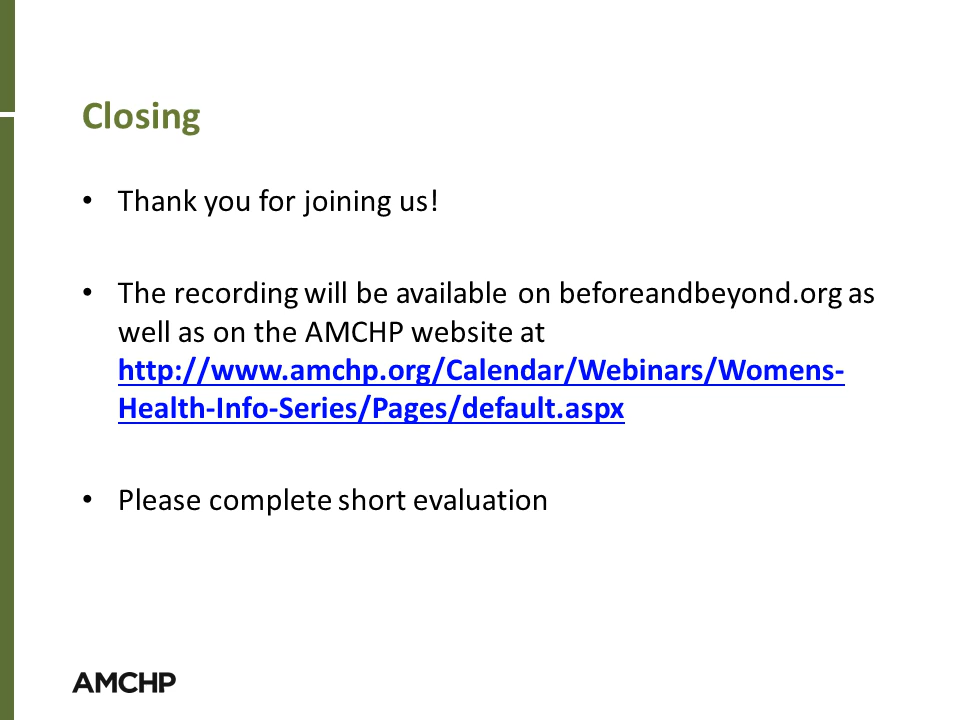 Closing
• Thank you for joining us!
• The recording will be available on beforeandbeyond.org as
well as on the AMCHP website at
http://www.amchp.org/Calendar/Webinars/Womens-
Health-Info-Series/Pages/default.aspx
• Please complete short evaluation
AMCHP